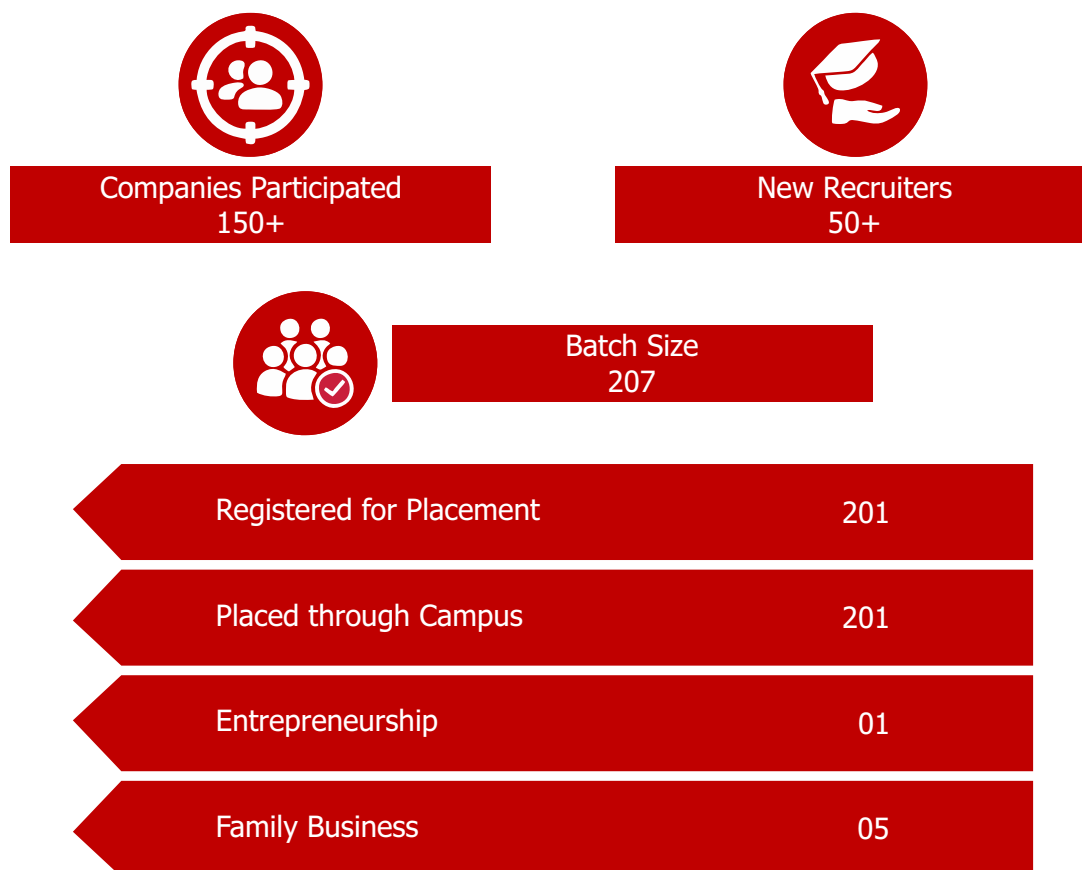 Companies Participated
150+
New Recruiters
50+
Batch Size
207
Registered for Placement 201
Placed through Campus 201
Entrepreneurship 01
Family Business 05